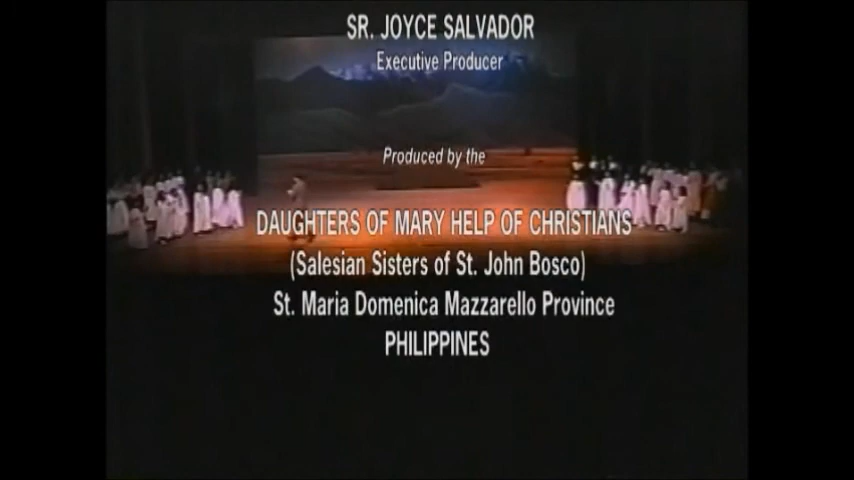 SR. JOYCE SALVADOR
Executive Producer
Produced by the
DAUGHTERS OF MARY HELP OF CHRISTIANS
(Salesian Sisters of St. John Bosco)
St. Maria Domenica Mazzarello Province
PHILIPPINES